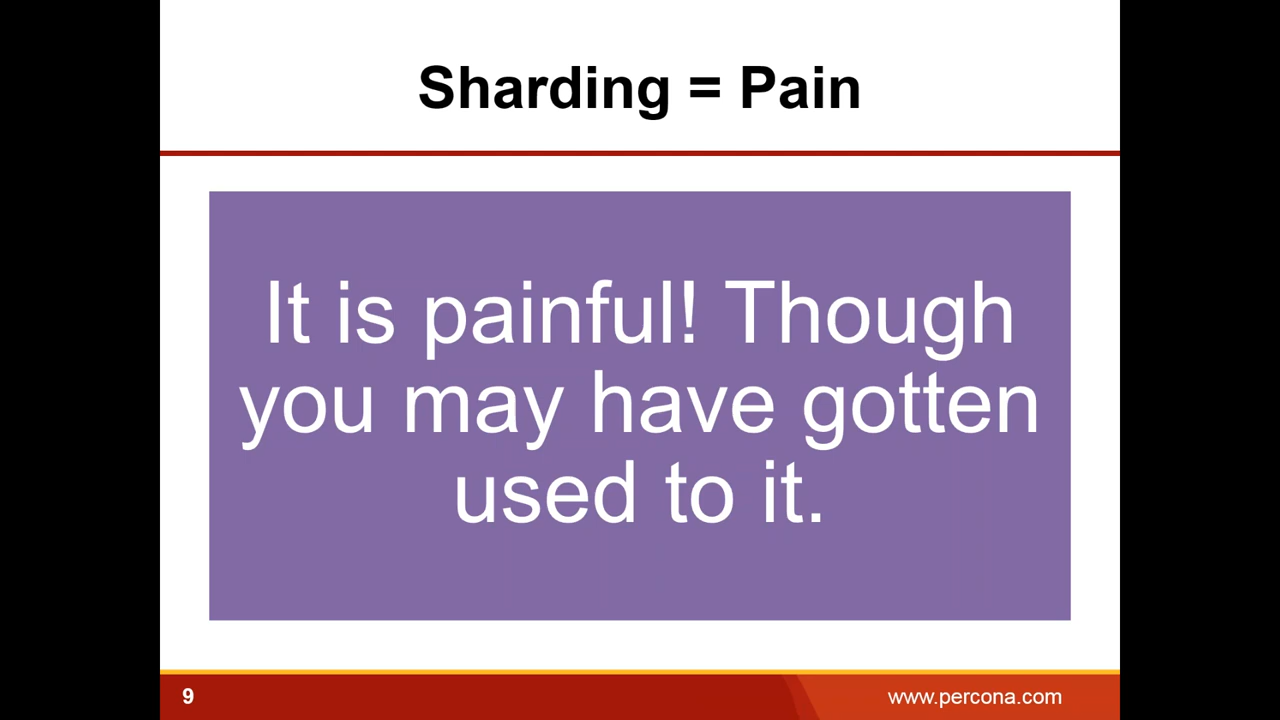 Sharding = Pain
It is painful! Though
you may have gotten
used to it.
9
www.percona.com